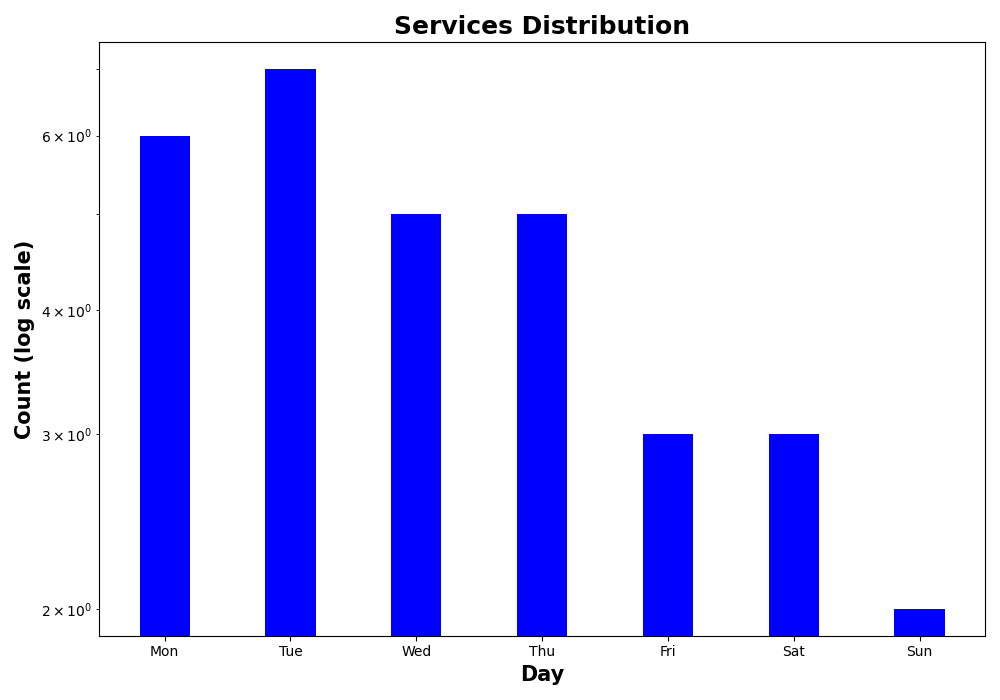 Services Distribution
Count (log scale)
6 × 10⁰
4 × 10⁰
3 × 10⁰
2 × 10⁰
Mon Tue Wed Thu Fri Sat Sun
Day